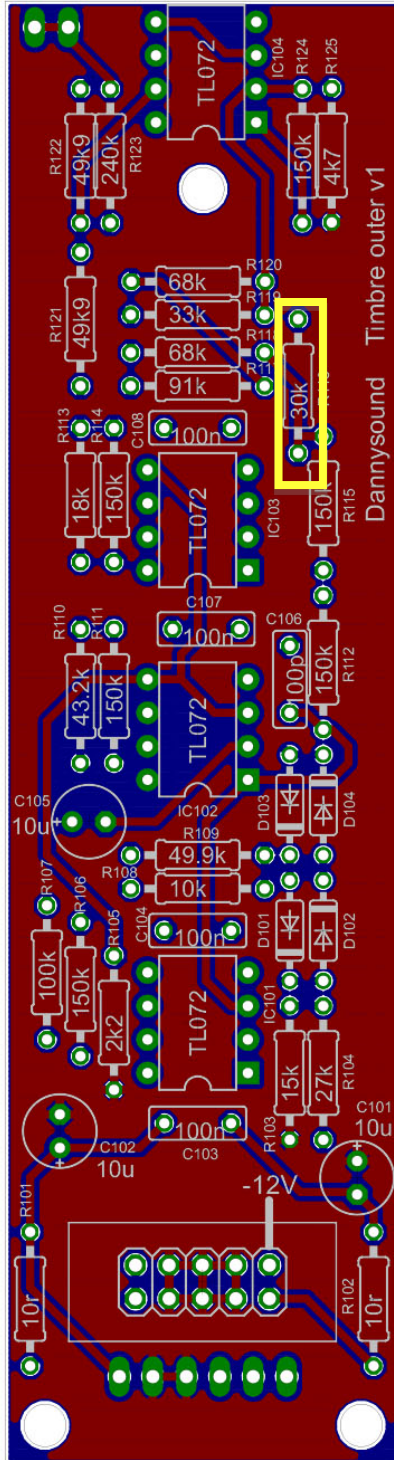 IC104
R124
R125
TL072
R122
49k9
240k
R123
150k
4k7
Timbre outer v1
Dannysound
R120
68k
R119
33k
R121
49k9
68k
91k
30k
C108
100n
R113
R114
18k
150k
TL072
IC103
150k
R115
C107
100n
R110
R111
C106
100p
43.2k
150k
TL072
150k
R112
IC102
C105
10u
+
D103
D104
R109
49.9k
R108
10k
R107
R106
R105
C104
100n
D101
D102
100k
150k
2k2
TL072
IC101
15k
27k
R104
R103
C101
10u
+
100n
C103
C102
10u
+
R101
-12V
10r
R102
10r